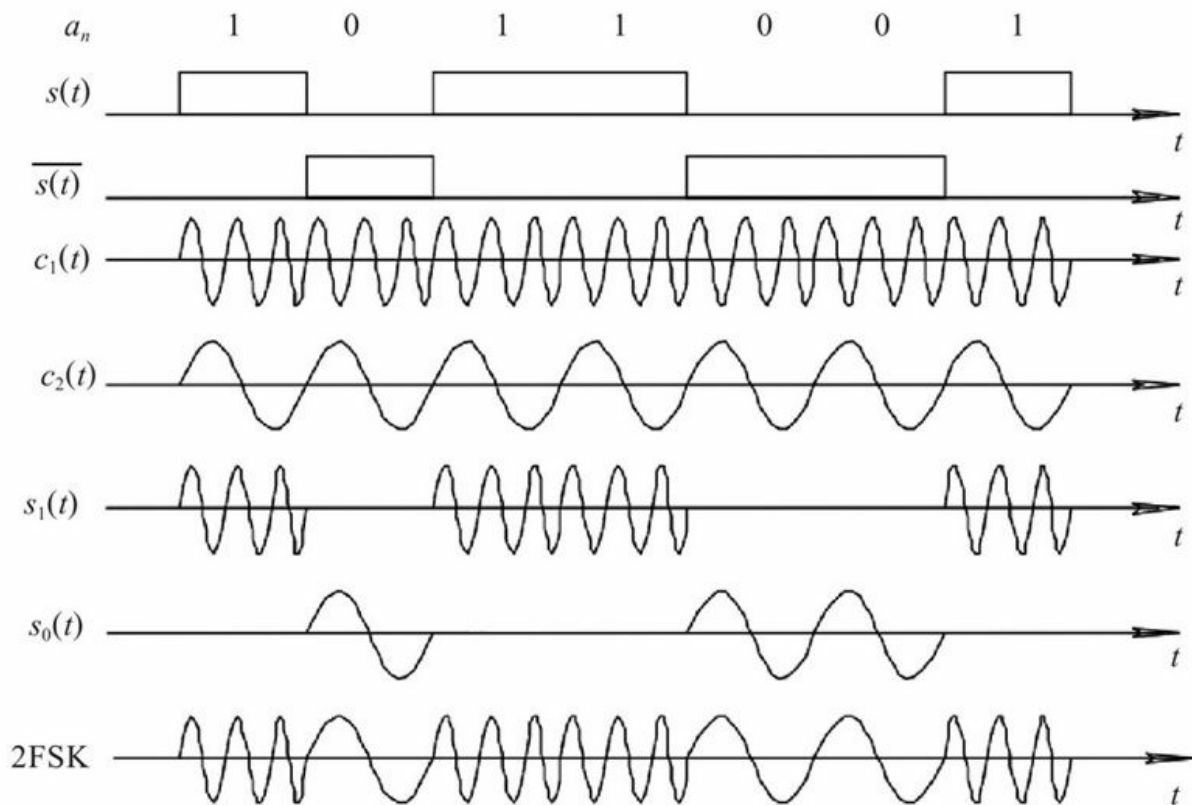 aₙ 1 0 1 1 0 0 1
s(t)
t
s̅(̅t̅)̅
t
c₁(t)
t
c₂(t)
t
s₁(t)
t
s₀(t)
t
2FSK
t